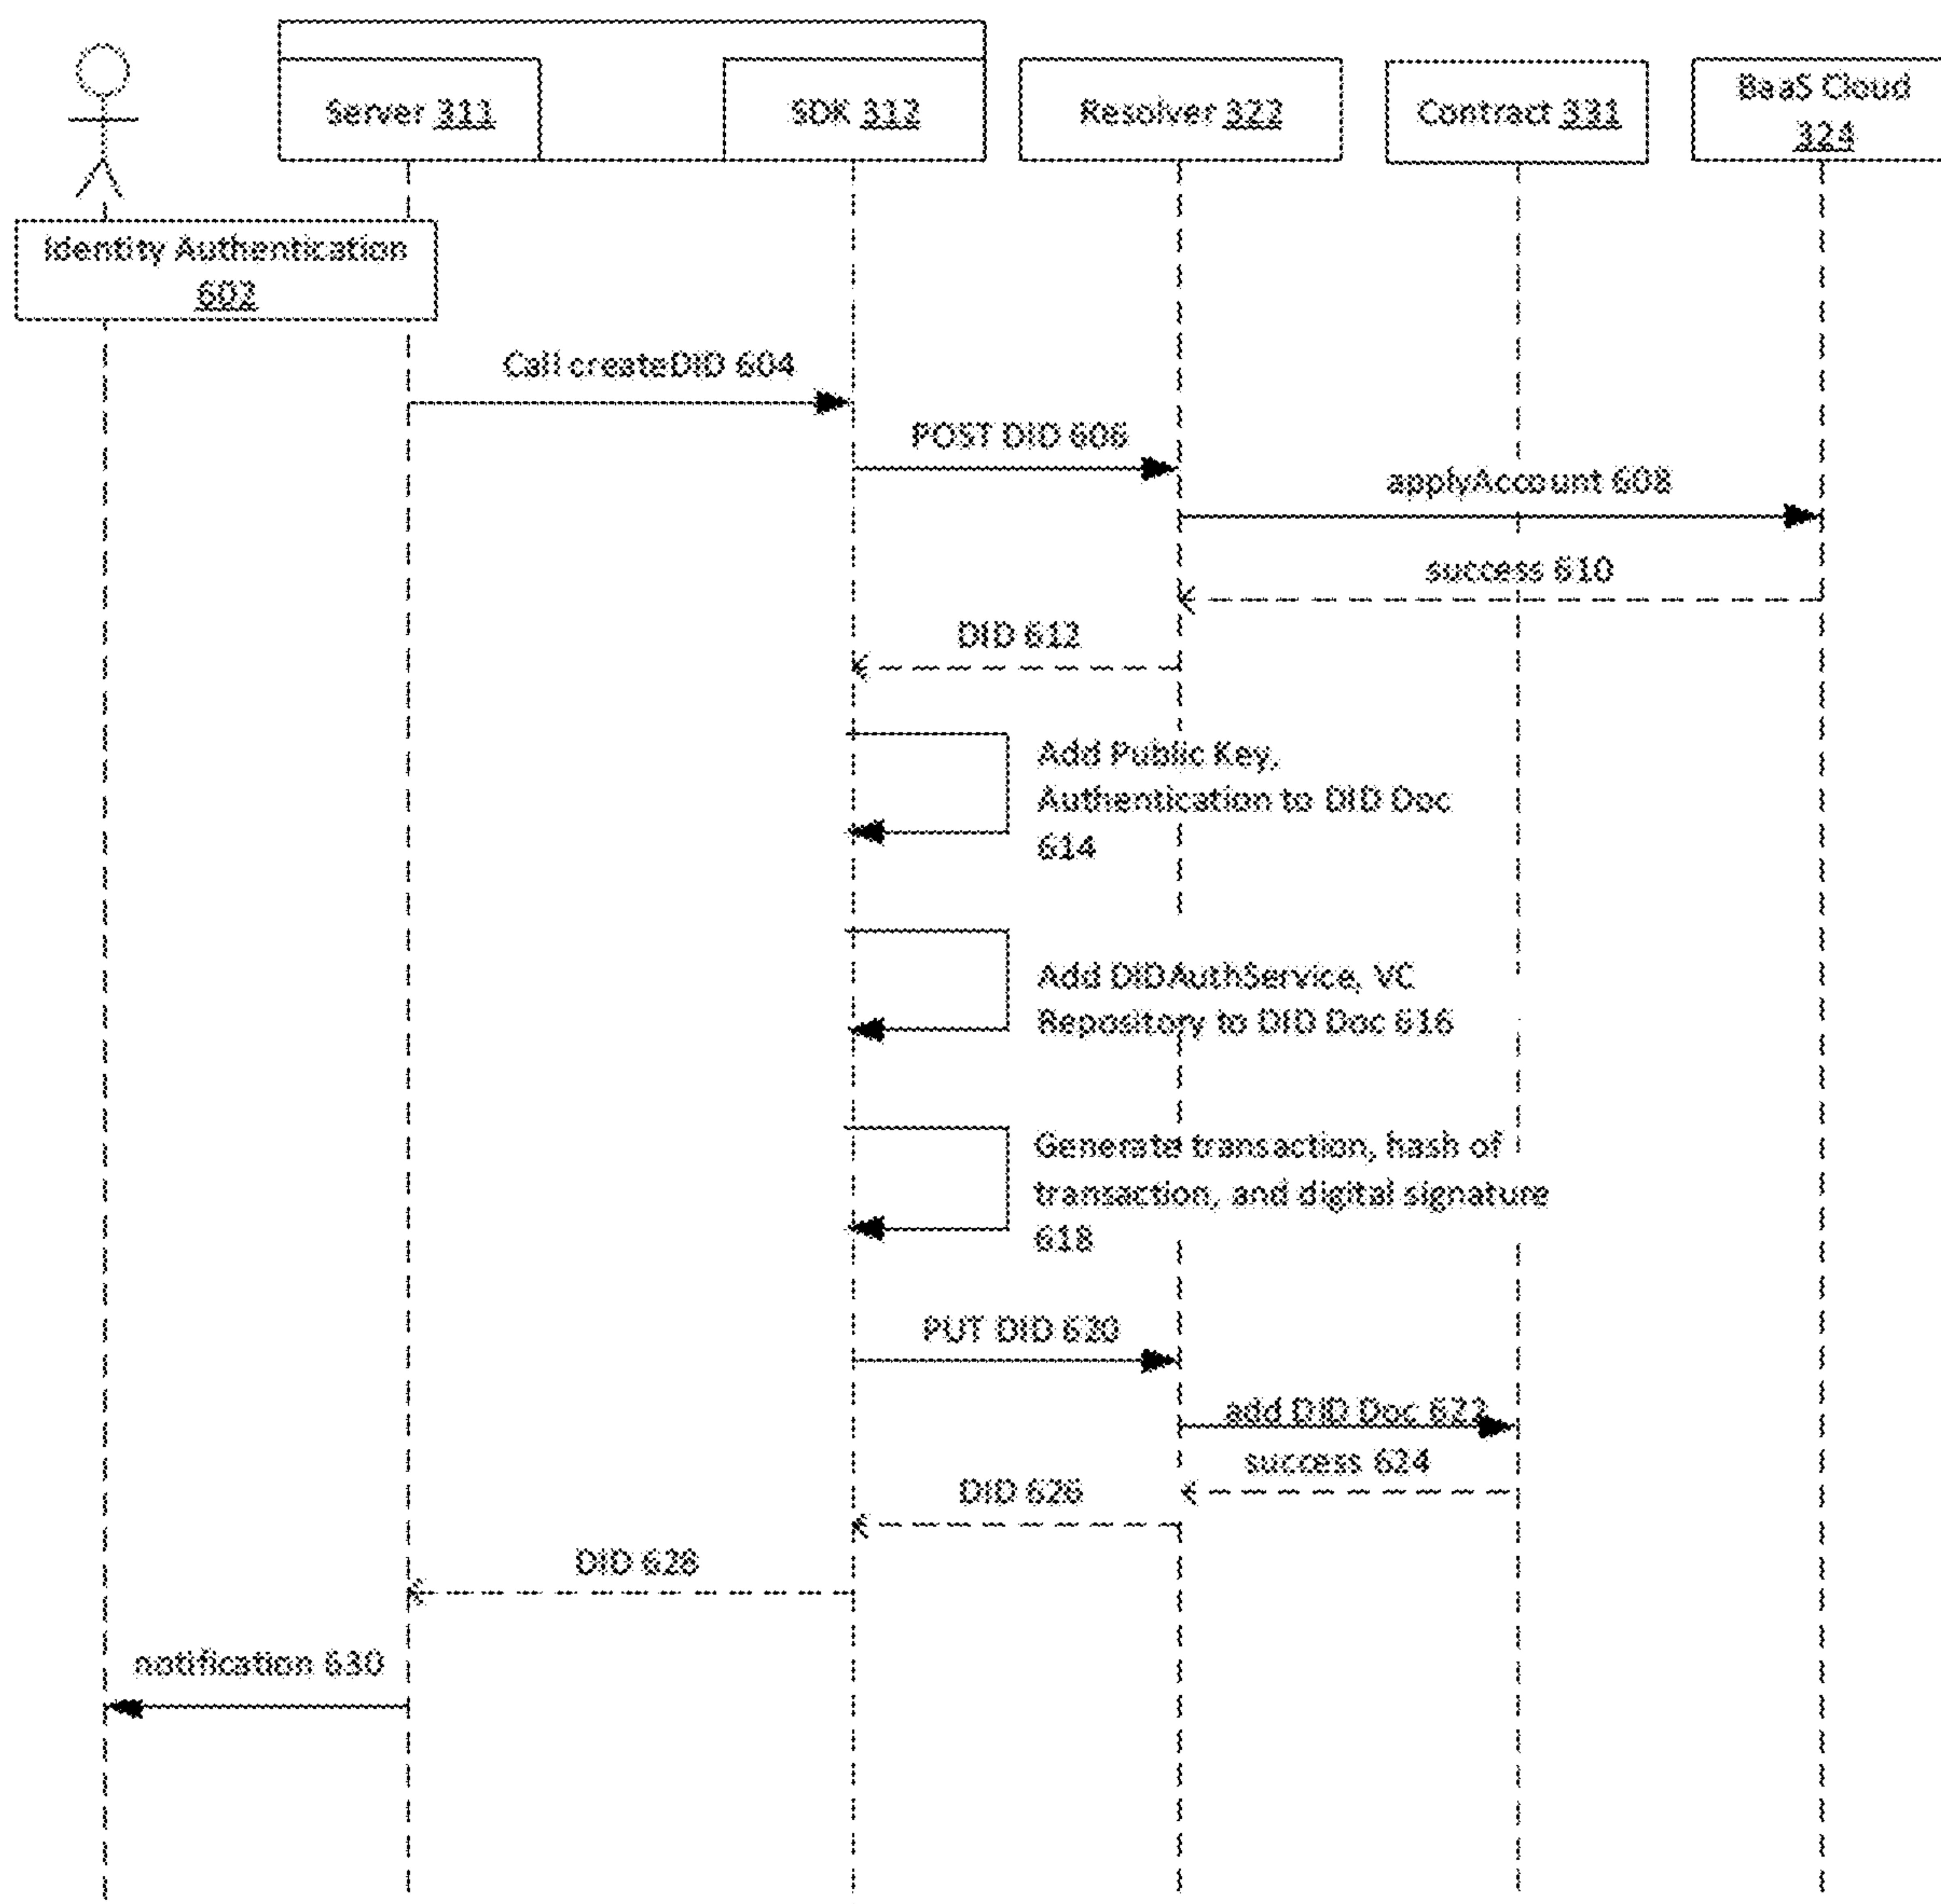 Server 311
SDK 312
Resolver 322
Contract 331
BaaS Cloud
324
Identity Authentication
602
Call createDID 604
POST DID 606
applyAccount 608
success 610
DID 612
Add Public Key,
Authentication to DID Doc
614
Add DIDAuthService, VC
Repository to DID Doc 616
Generate transaction, hash of
transaction, and digital signature
618
PUT DID 620
add DID Doc 622
success 624
DID 626
DID 628
notification 630